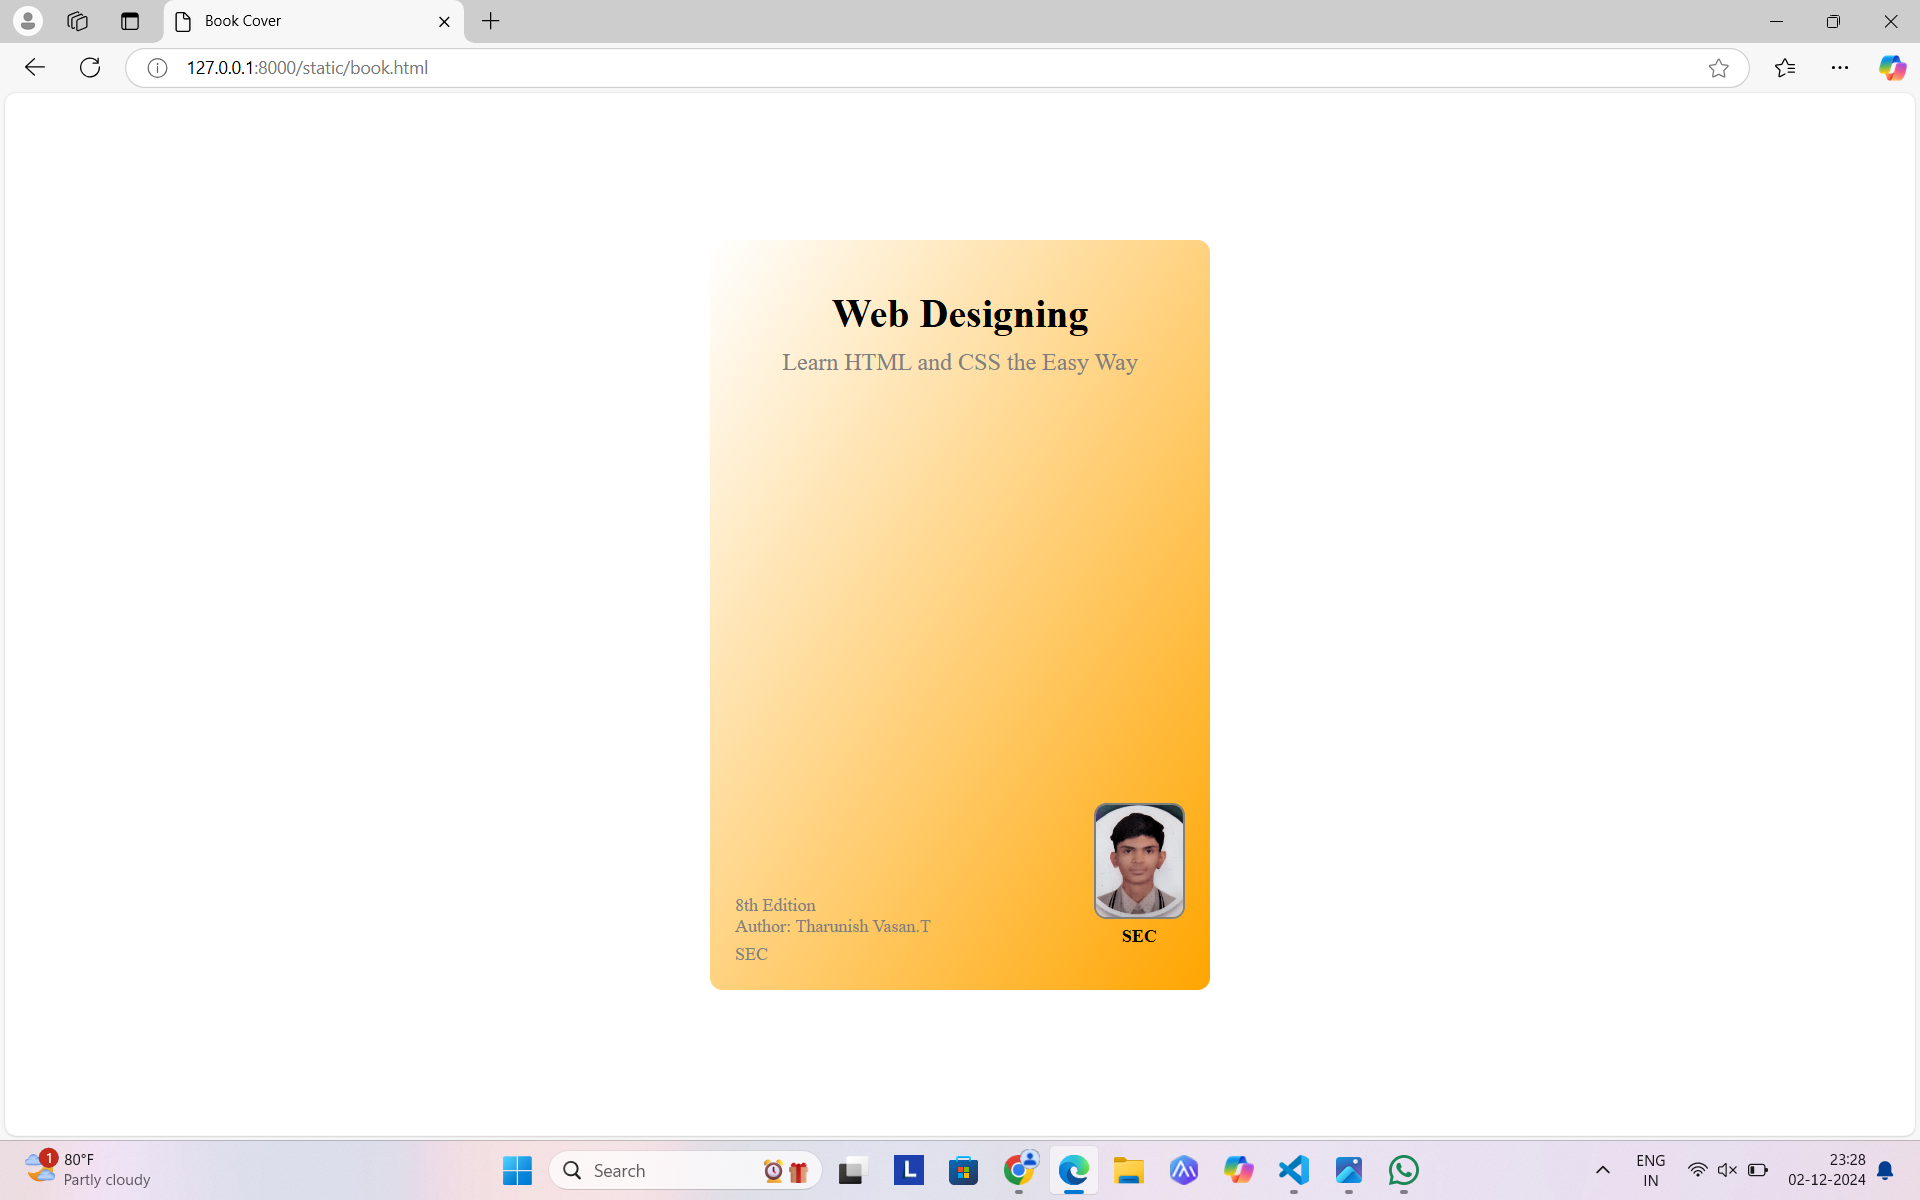 Book Cover
127.0.0.1:8000/static/book.html
Web Designing
Learn HTML and CSS the Easy Way
8th Edition
Author: Tharunish Vasan.T
SEC
SEC
1
80°F
Partly cloudy
Search
L
ENG
IN
23:28
02-12-2024